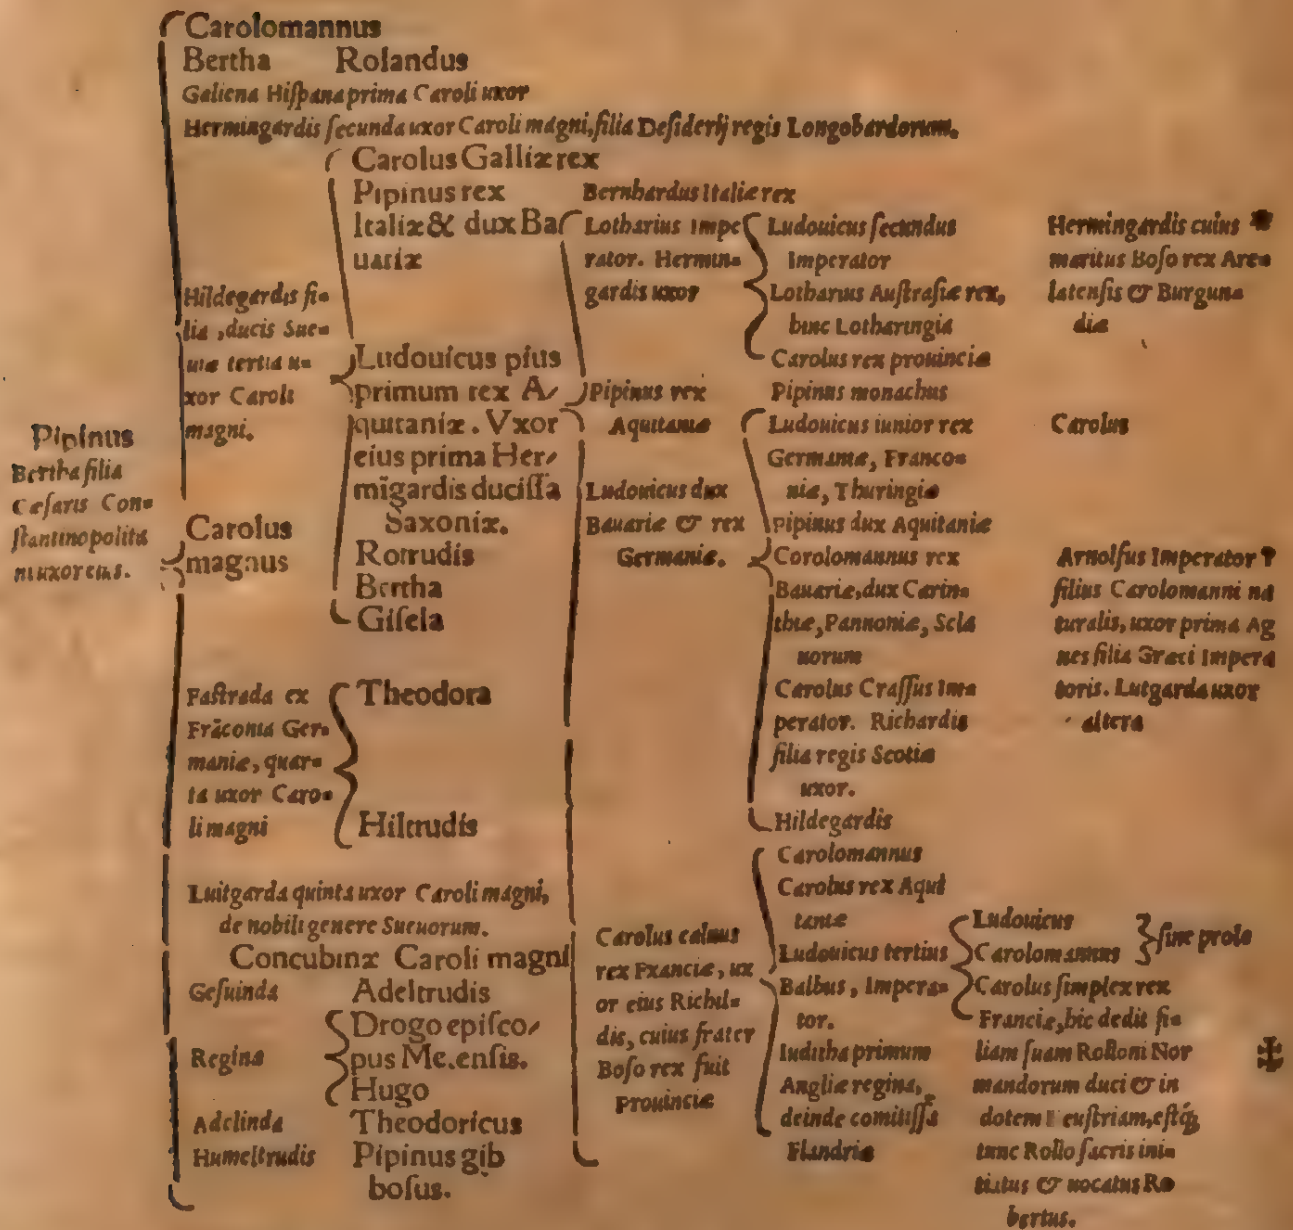 Carolomannus
Bertha Rolandus
Galiena Hiſpana prima Caroli uxor
Hermingardis ſecunda uxor Caroli magni, filia Deſiderij regis Longobardorum.
Pipinus
Bertha filia
Cæſaris Con=
ſtantinopolita
ni uxor eius.
Hildegardis fi=
lia, ducis Sue=
uiæ tertia u=
xor Caroli
magni.
Carolus
magnus
Carolus Galliæ rex
Pipinus rex
Italiæ & dux Ba
uariæ
Ludouicus pius
primum rex A/
quitaniæ. Vxor
eius prima Her/
mīgardis duciſſa
Saxoniæ.
Rotrudis
Bertha
Giſela
Bernhardus Italiæ rex
Lotharius Impe
rator. Hermin=
gardis uxor
Pipinus rex
Aquitaniæ
Ludouicus dux
Bauariæ & rex
Germaniæ.
Ludouicus ſecundus
Imperator
Lotharius Auſtraſiæ rex,
hinc Lotharingia
Carolus rex prouinciæ
Pipinus monachus
Ludouicus iunior rex
Germaniæ, Franco=
niæ, Thuringiæ
Pipinus dux Aquitaniæ
Corolomannus rex
Bauariæ, dux Carin=
thiæ, Pannoniæ, Scla
uorum
Carolus Craſſus Im=
perator. Richardis
filia regis Scotiæ
uxor.
Hildegardis
Hermingardis cuius
maritus Boſo rex Are=
latenſis & Burgun=
diæ
Carolus
Arnolfus Imperator
filius Carolomanni na
turalis, uxor prima Ag
nes filia Græci Impera
toris. Lutgarda uxor
altera
Faſtrada ex
Frāconia Ger=
maniæ, quar=
ta uxor Caro=
li magni
Theodora
Hiltrudis
Luitgarda quinta uxor Caroli magni,
de nobili genere Sueuorum.
Concubinæ Caroli magni
Geſuinda Adeltrudis
Regina
Drogo epiſco/
pus Me.enſis.
Hugo
Adelinda Theodoricus
Humeltrudis Pipinus gib
boſus.
Carolus caluus
rex Franciæ, ux
or eius Richil=
dis, cuius frater
Boſo rex fuit
Prouinciæ
Carolomannus
Carolus rex Aqui
taniæ
Ludouicus tertius
Balbus, Impera=
tor.
Iuditha primum
Angliæ regina,
deinde comitiſſa
Flandriæ
Ludouicus
Carolomannus
ſine prole
Carolus ſimplex rex
Franciæ, hic dedit fi=
liam ſuam Rolloni Nor
mandorum duci & in
dotem euſtriam, eſtq́;
tunc Rollo ſacris ini=
tiatus & uocatus Ro
bertus.